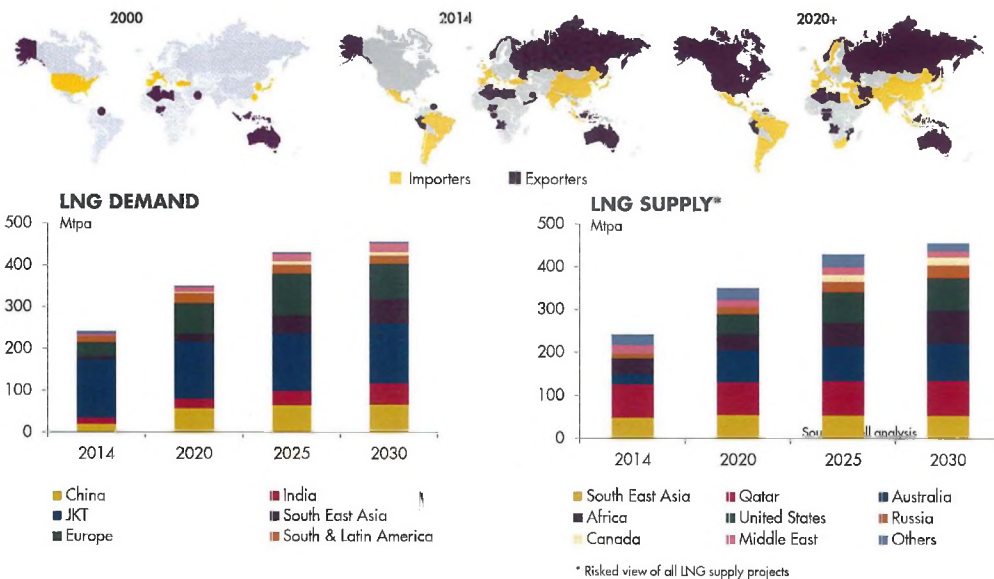 2000
2014
2020+
Importers
Exporters
LNG DEMAND
Mtpa
500
400
300
200
100
0
2014
2020
2025
2030
China
India
JKT
South East Asia
Europe
South & Latin America
LNG SUPPLY*
Mtpa
500
400
300
200
100
0
analysis
2014
2020
2025
2030
South East Asia
Qatar
Australia
Africa
United States
Russia
Canada
Middle East
Others
* Risked view of all LNG supply projects